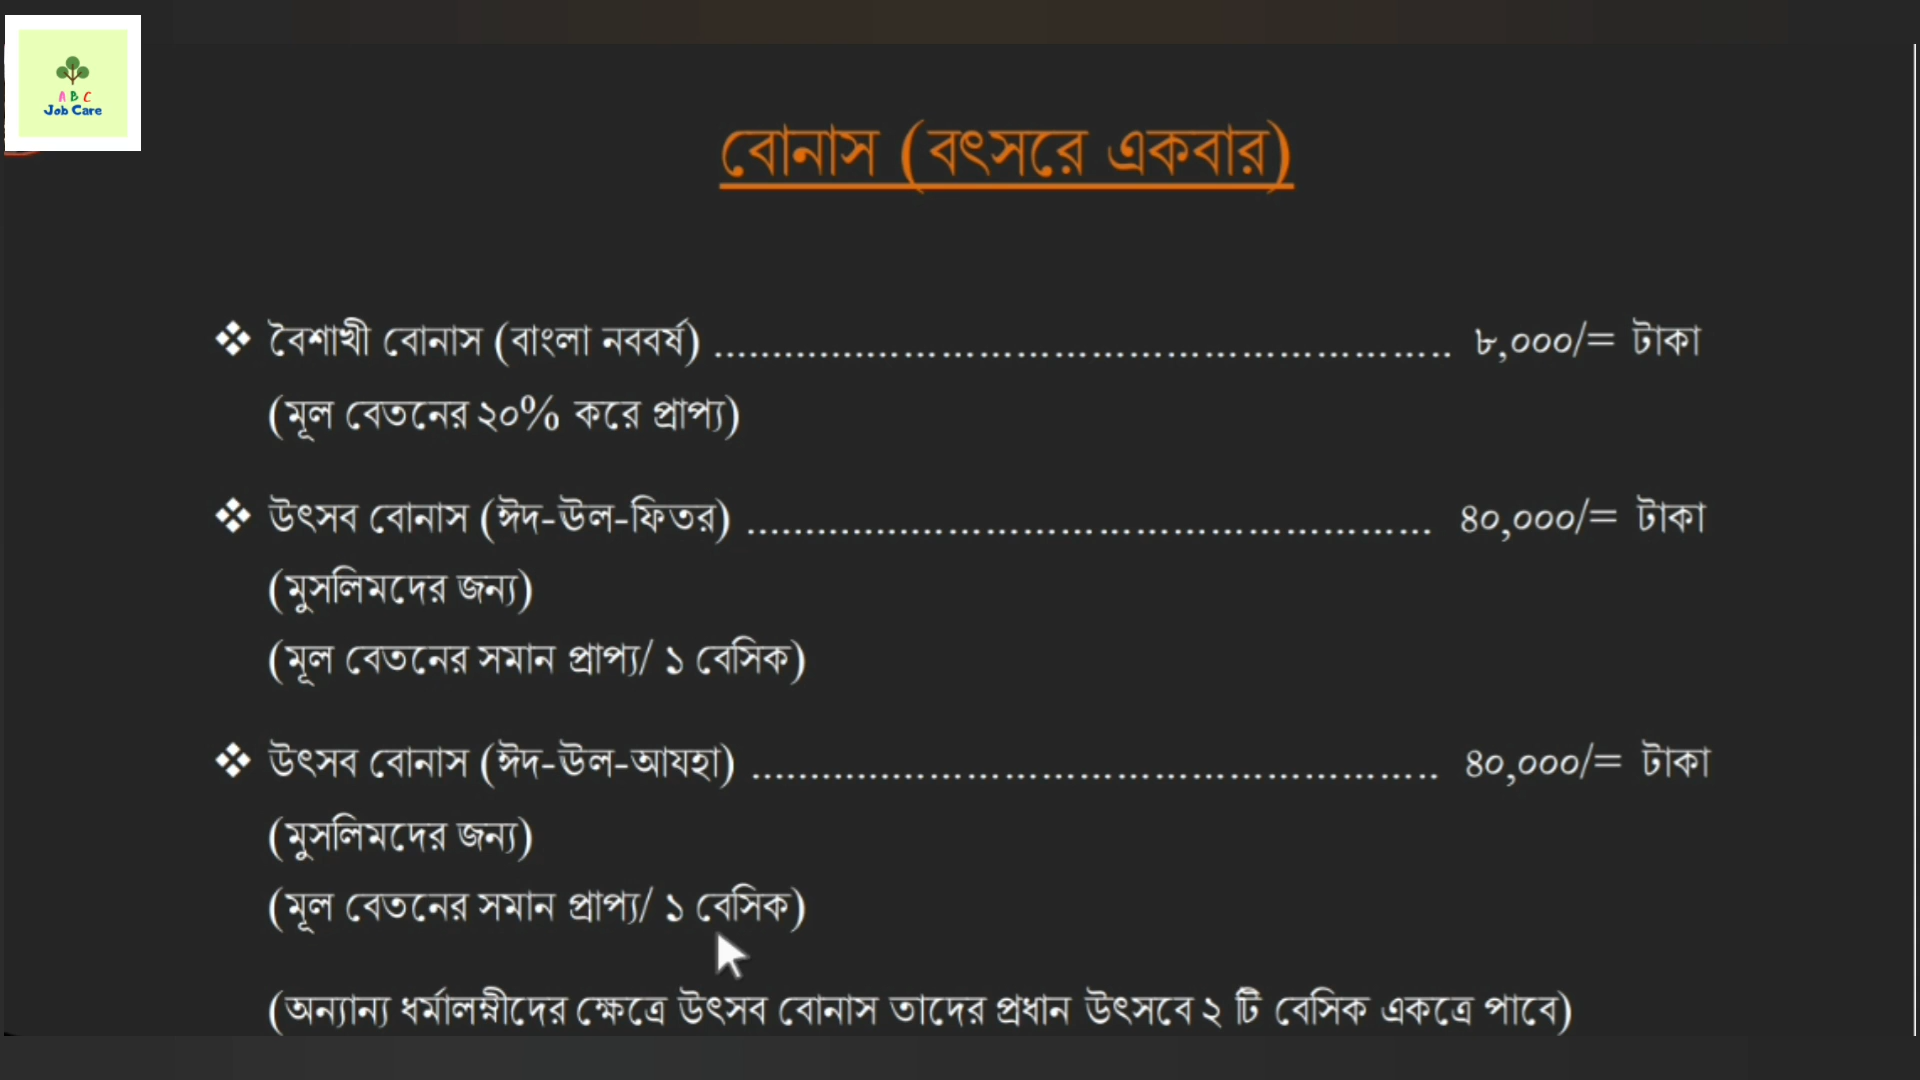 A B C
Job Care
বোনাস (বৎসরে একবার)
❖ বৈশাখী বোনাস (বাংলা নববর্ষ) ........................................................ ৮,০০০/= টাকা
(মূল বেতনের ২০% করে প্রাপ্য)
❖ উৎসব বোনাস (ঈদ-উল-ফিতর) ........................................................ ৪০,০০০/= টাকা
(মুসলিমদের জন্য)
(মূল বেতনের সমান প্রাপ্য/ ১ বেসিক)
❖ উৎসব বোনাস (ঈদ-উল-আযহা) ........................................................ ৪০,০০০/= টাকা
(মুসলিমদের জন্য)
(মূল বেতনের সমান প্রাপ্য/ ১ বেসিক)
(অন্যান্য ধর্মালম্বীদের ক্ষেত্রে উৎসব বোনাস তাদের প্রধান উৎসবে ২ টি বেসিক একত্রে পাবে)